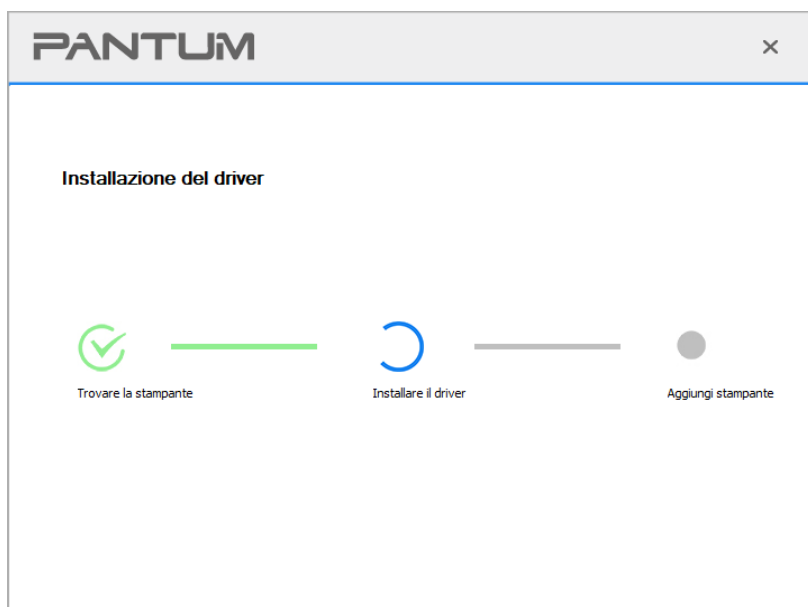 PANTUM
Installazione del driver
Trovare la stampante
Installare il driver
Aggiungi stampante